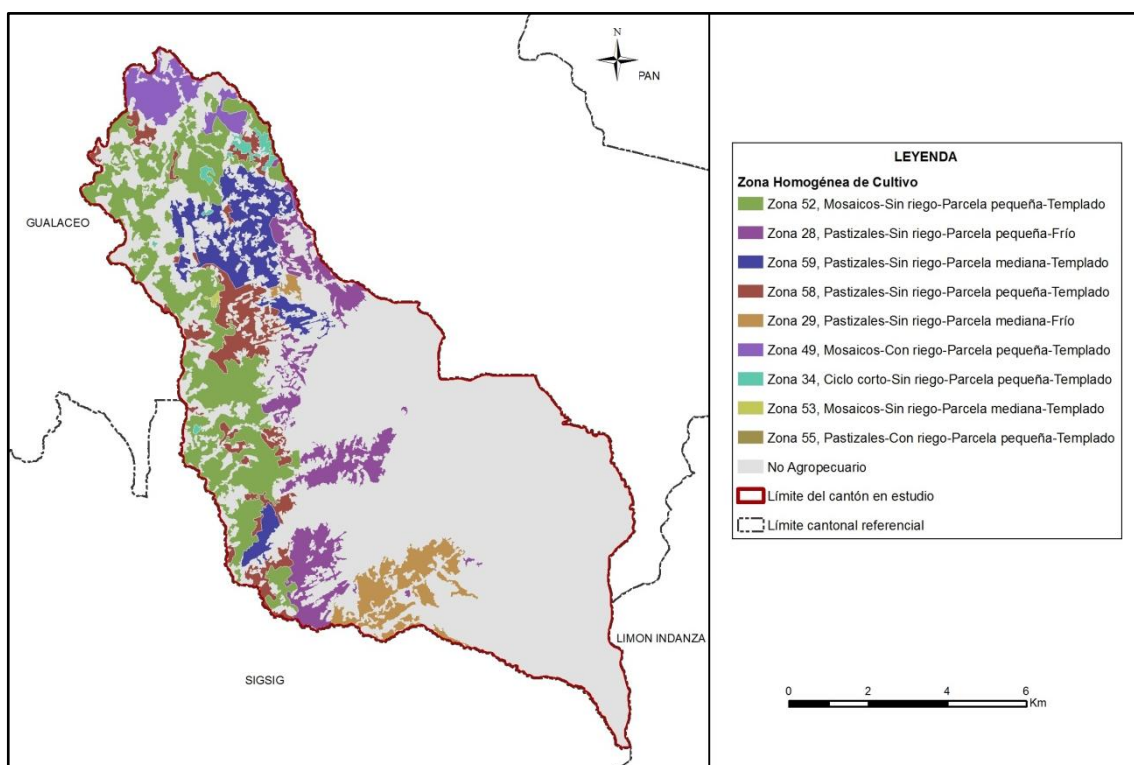 N
PAN
GUALACEO
LIMON INDANZA
SIGSIG
LEYENDA
Zona Homogénea de Cultivo
Zona 52, Mosaicos-Sin riego-Parcela pequeña-Templado
Zona 28, Pastizales-Sin riego-Parcela pequeña-Frío
Zona 59, Pastizales-Sin riego-Parcela mediana-Templado
Zona 58, Pastizales-Sin riego-Parcela pequeña-Templado
Zona 29, Pastizales-Sin riego-Parcela mediana-Frío
Zona 49, Mosaicos-Con riego-Parcela pequeña-Templado
Zona 34, Ciclo corto-Sin riego-Parcela pequeña-Templado
Zona 53, Mosaicos-Sin riego-Parcela mediana-Templado
Zona 55, Pastizales-Con riego-Parcela pequeña-Templado
No Agropecuario
Límite del cantón en estudio
Límite cantonal referencial
0 2 4 6
Km